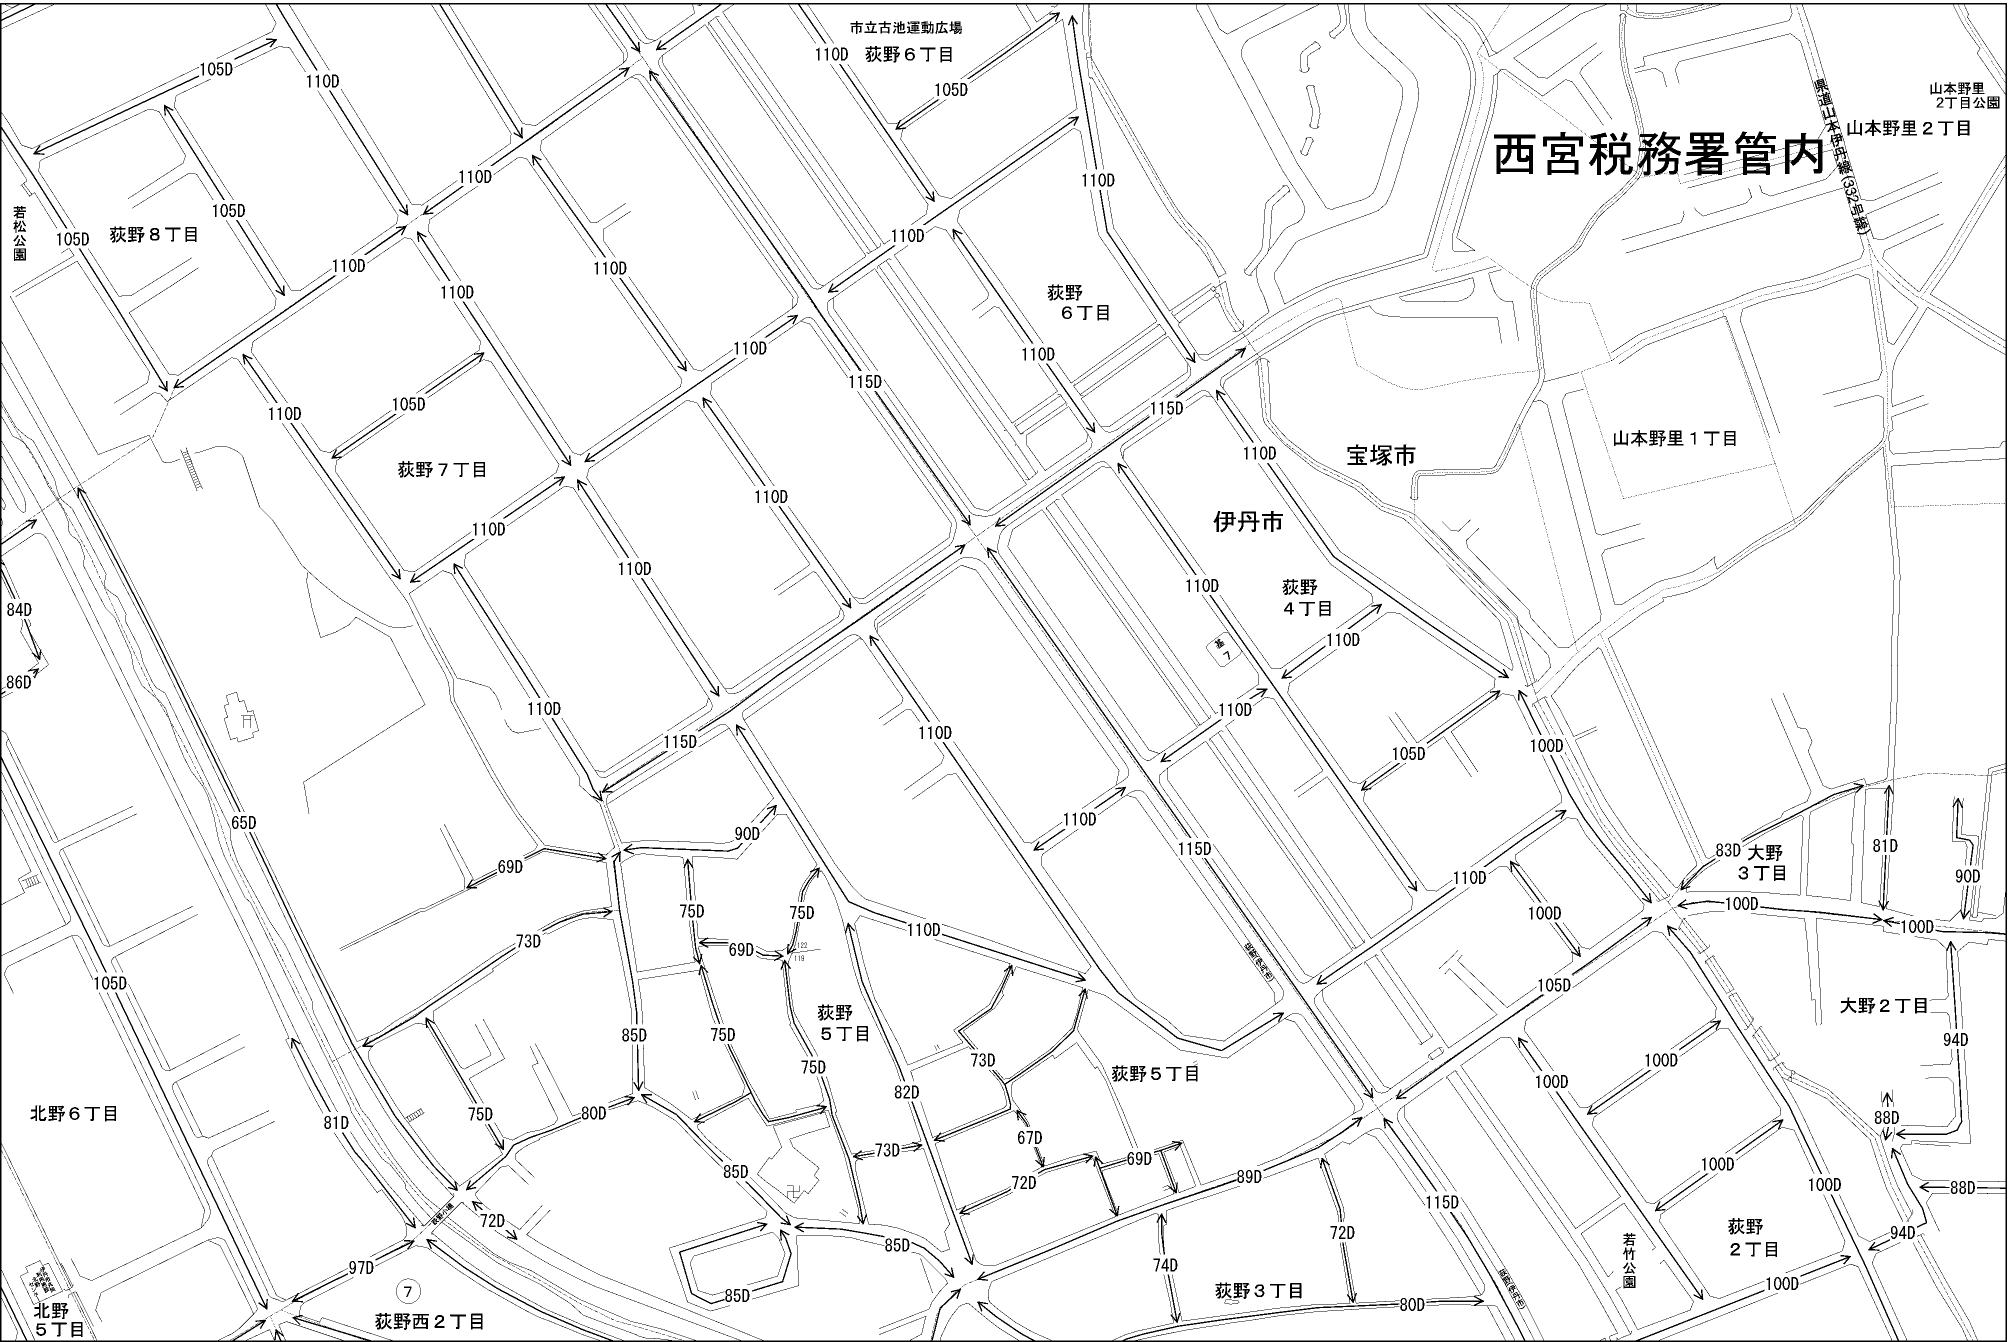 市立古池運動広場
荻野６丁目
110D
105D
105D
110D
山本野里
2丁目公園
山本野里２丁目
西宮税務署管内
県道山本伊丹線(332号線)
110D
110D
若松公園
105D
105D
荻野８丁目
110D
110D
110D
110D
荻野
６丁目
110D
110D
110D
115D
110D
105D
115D
荻野７丁目
山本野里１丁目
宝塚市
110D
110D
伊丹市
110D
110D
110D
荻野
４丁目
84D
110D
基
7
86D
110D
110D
115D
110D
100D
105D
65D
90D
110D
115D
83D
大野
３丁目
81D
69D
110D
90D
75D
75D
100D
100D
100D
73D
69D
122
119
110D
105D
105D
大野２丁目
荻野
５丁目
85D
75D
94D
75D
73D
100D
荻野５丁目
100D
82D
北野６丁目
75D
80D
81D
88D
67D
73D
69D
100D
85D
72D
89D
100D
88D
115D
72D
72D
荻野
２丁目
94D
85D
若竹公園
74D
97D
7
荻野３丁目
100D
85D
80D
北野
５丁目
荻野西２丁目